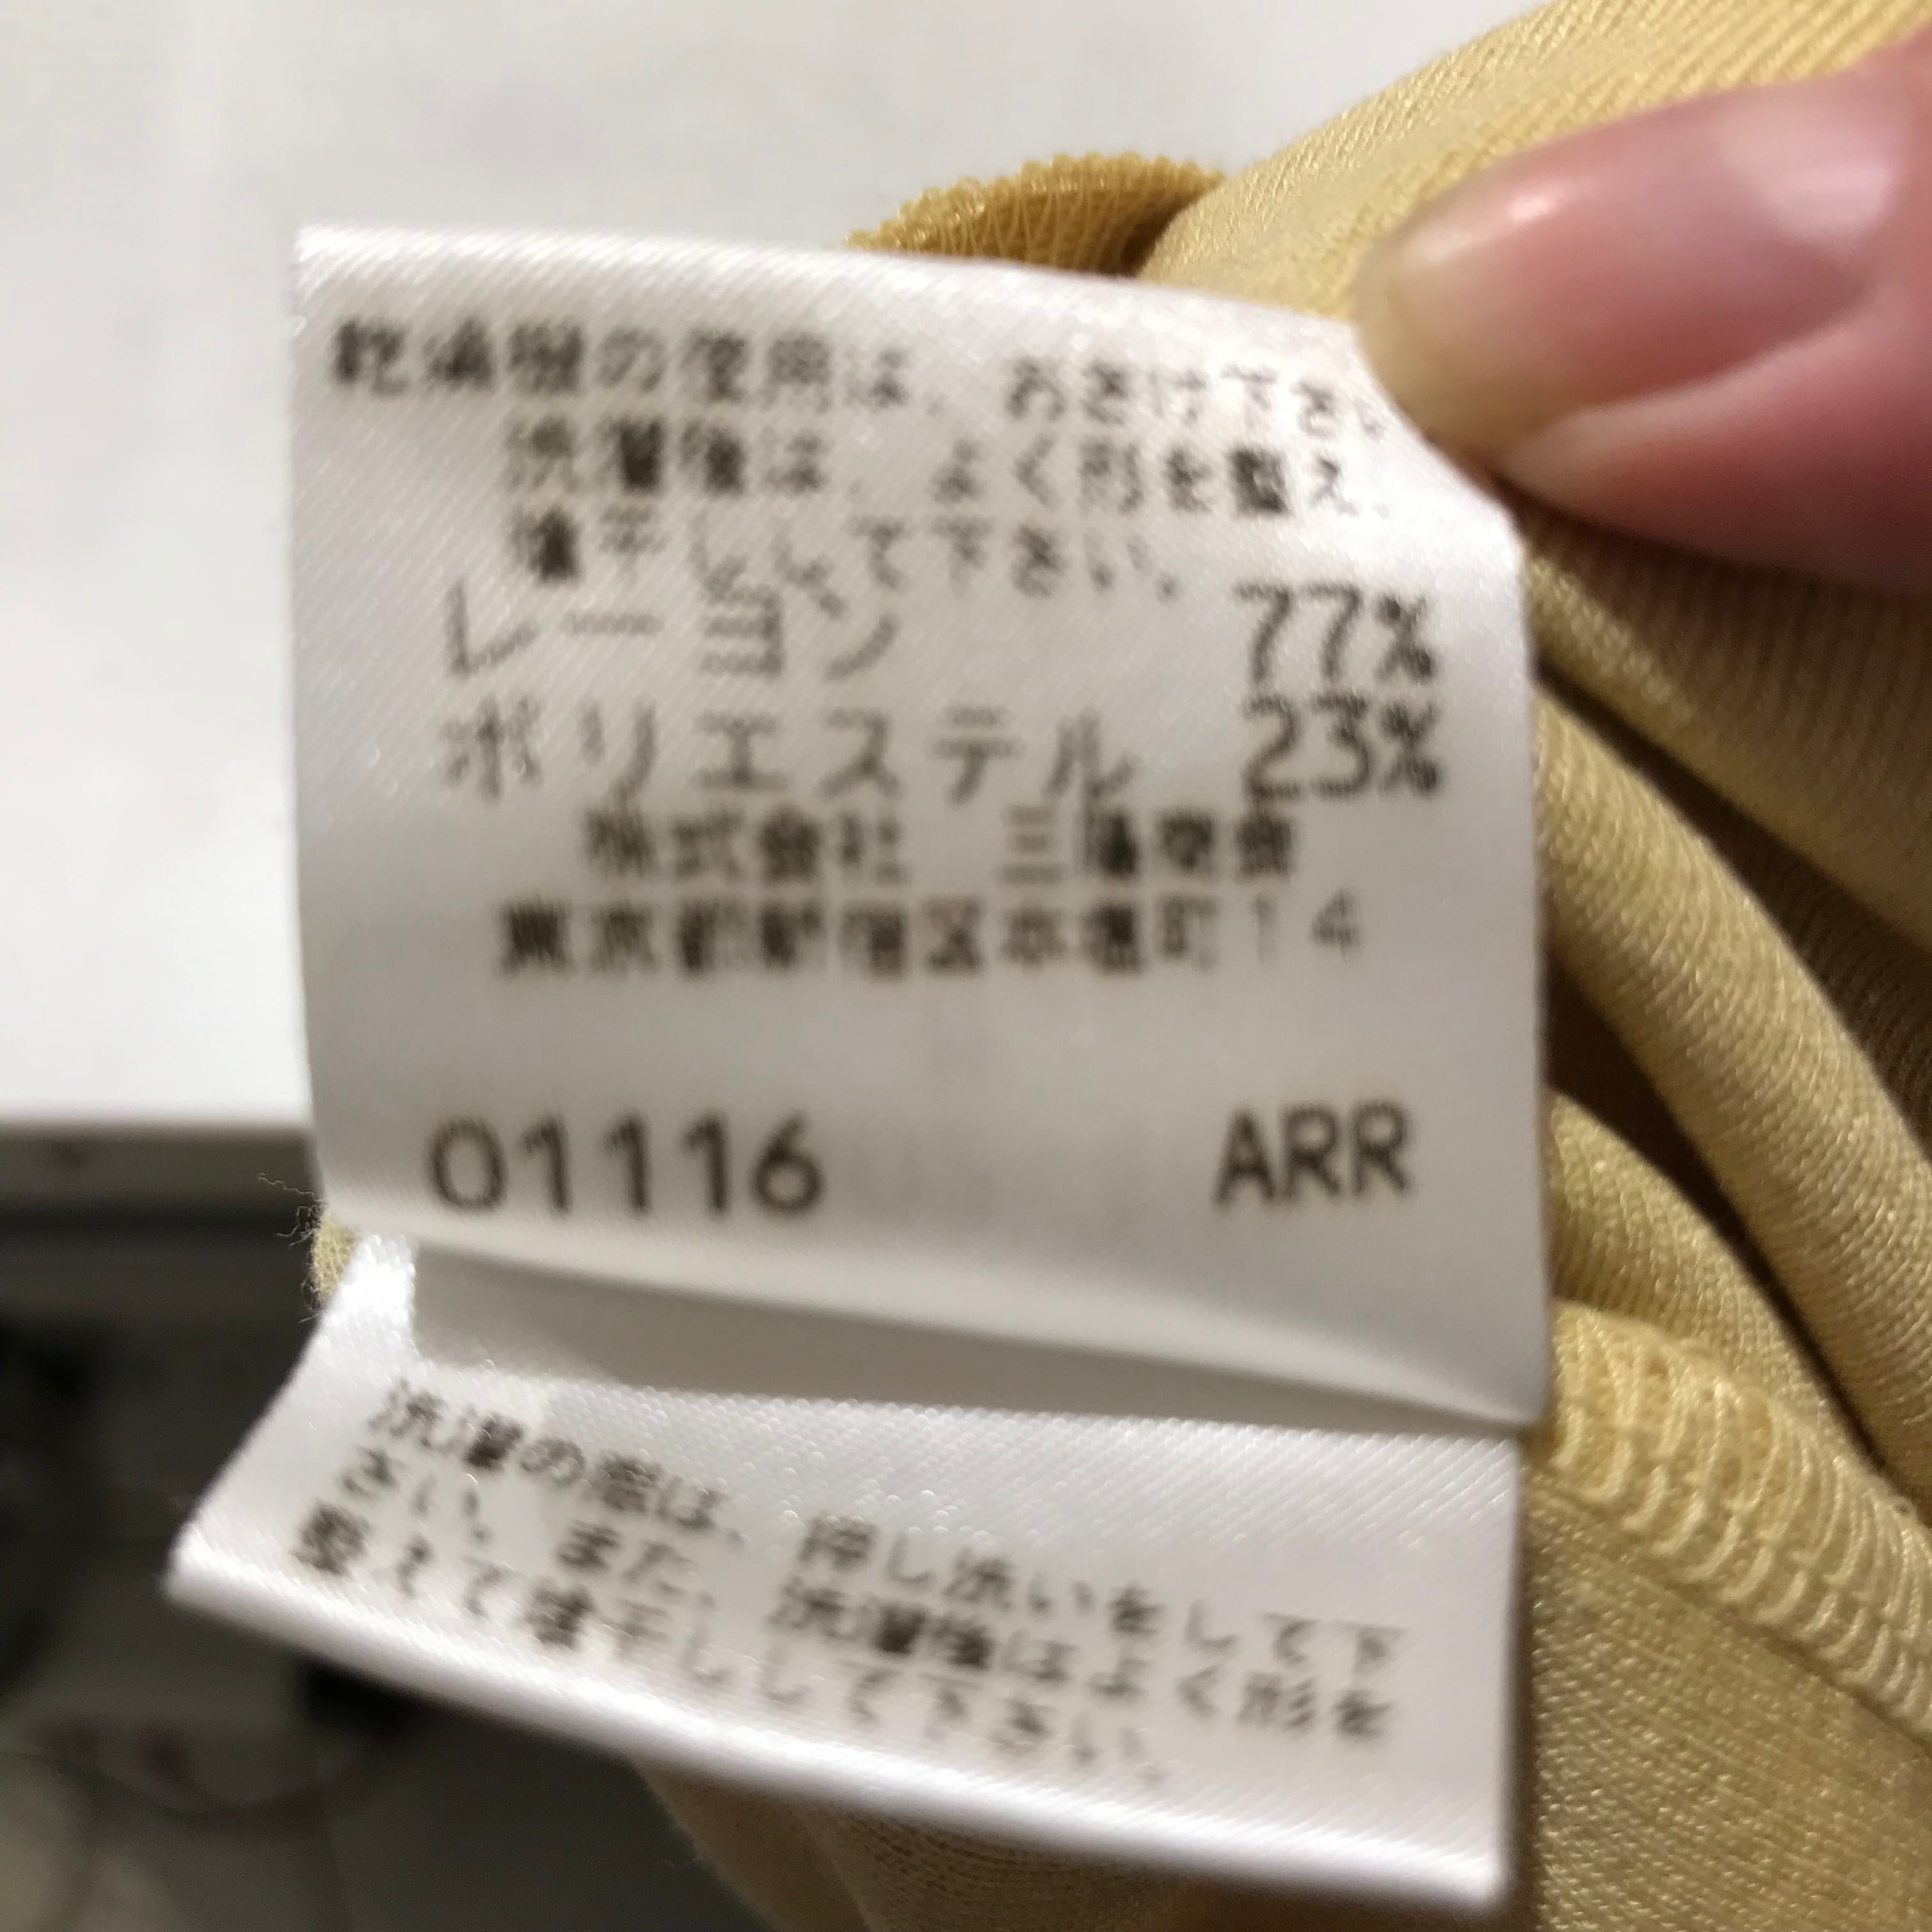 乾燥機の使用は、おさけ下さい
洗濯後は、よく形を整え、
陰干しして下さい。
レーヨン 77%
ポリエステル 23%
株式会社 三陽商会
東京都新宿区本塩町14
01116 ARR
洗濯の際は、押し洗いをして下
さい。また、洗濯後はよく形を
整えて陰干しして下さい。